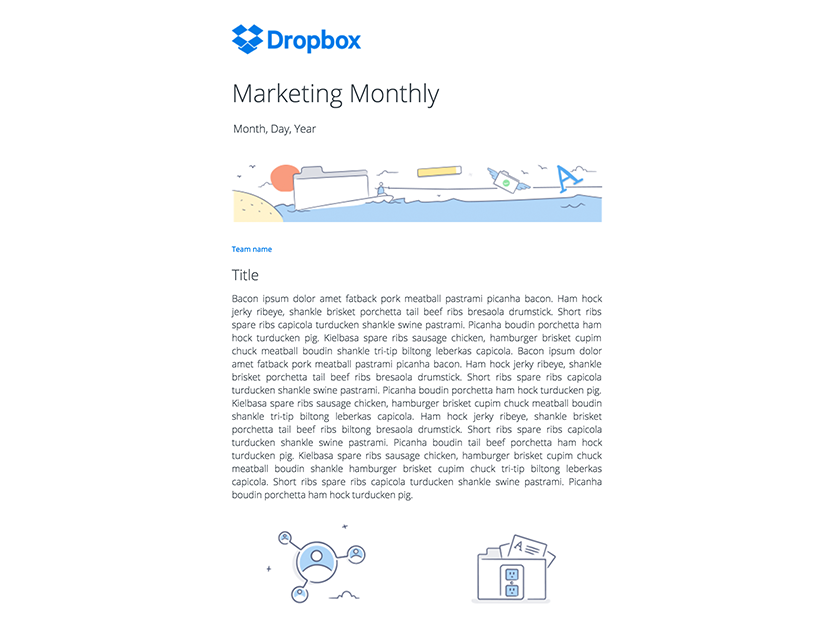 Dropbox
Marketing Monthly
Month, Day, Year
A
Team name
Title
Bacon ipsum dolor amet fatback pork meatball pastrami picanha bacon. Ham hock
jerky ribeye, shankle brisket porchetta tail beef ribs bresaola drumstick. Short ribs
spare ribs capicola turducken shankle swine pastrami. Picanha boudin porchetta ham
hock turducken pig. Kielbasa spare ribs sausage chicken, hamburger brisket cupim
chuck meatball boudin shankle tri-tip biltong leberkas capicola. Bacon ipsum dolor
amet fatback pork meatball pastrami picanha bacon. Ham hock jerky ribeye, shankle
brisket porchetta tail beef ribs bresaola drumstick. Short ribs spare ribs capicola
turducken shankle swine pastrami. Picanha boudin porchetta ham hock turducken pig.
Kielbasa spare ribs sausage chicken, hamburger brisket cupim chuck meatball boudin
shankle tri-tip biltong leberkas capicola. Ham hock jerky ribeye, shankle brisket
porchetta tail beef ribs biltong bresaola drumstick. Short ribs spare ribs capicola
turducken shankle swine pastrami. Picanha boudin tail beef porchetta ham hock
turducken pig. Kielbasa spare ribs sausage chicken, hamburger brisket cupim chuck
meatball boudin shankle hamburger brisket cupim chuck tri-tip biltong leberkas
capicola. Short ribs spare ribs capicola turducken shankle swine pastrami. Picanha
boudin porchetta ham hock turducken pig.
A